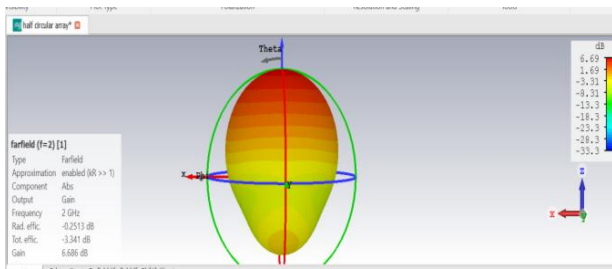 half circular array*
Theta
dB
6.69
1.69
-3.31
-8.31
-13.3
-18.3
-23.3
-28.3
-33.3
farfield (f=2) [1]
Type Farfield
Approximation enabled (kR >> 1)
Component Abs
Output Gain
Frequency 2 GHz
Rad. effic. -0.2513 dB
Tot. effic. -3.341 dB
Gain 6.686 dB
x
Y
z
x